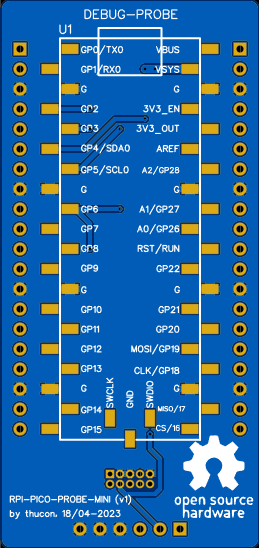 DEBUG-PROBE
U1
GP0/TX0 VBUS
GP1/RX0 VSYS
G G
GP2 3V3_EN
GP3 3V3_OUT
GP4/SDA0 AREF
GP5/SCL0 A2/GP28
G G
GP6 A1/GP27
GP7 A0/GP26
GP8 RST/RUN
GP9 GP22
G G
GP10 GP21
GP11 GP20
GP12 MOSI/GP19
GP13 CLK/GP18
G G
GP14 MISO/17
GP15 CS/16
SWCLK
GND
SWDIO
RPI-PICO-PROBE-MINI (v1)
by thucon, 18/04-2023
open source
hardware